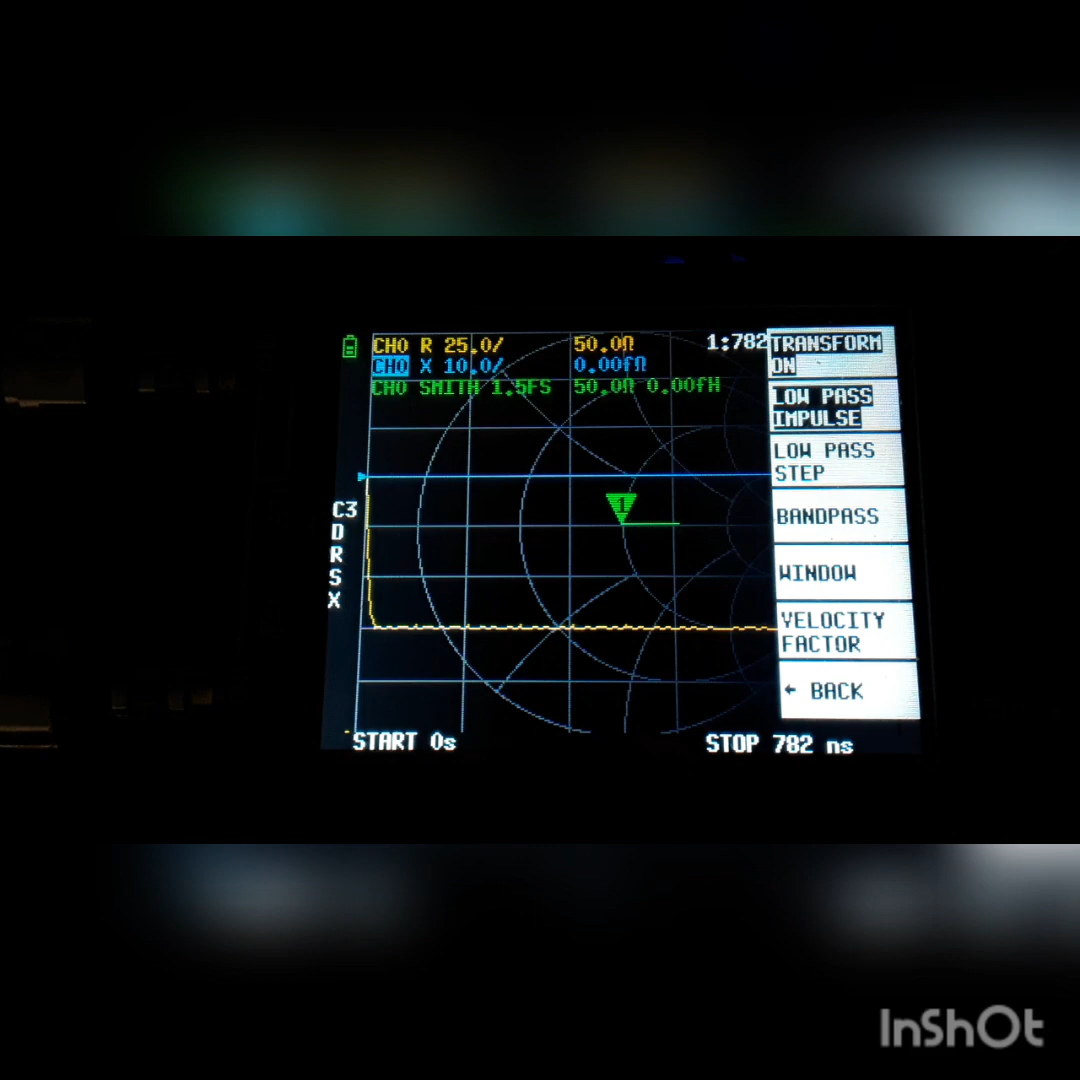 CH0 R 25.0/ 50.0Ω 1:782
CH0 X 10.0/ 0.00fΩ
CH0 SMITH 1.5FS 50.0Ω 0.00fH
TRANSFORM
ON
LOW PASS
IMPULSE
LOW PASS
STEP
BANDPASS
WINDOW
VELOCITY
FACTOR
← BACK
1
C3
D
R
S
X
START 0s STOP 782 ns
InShOt